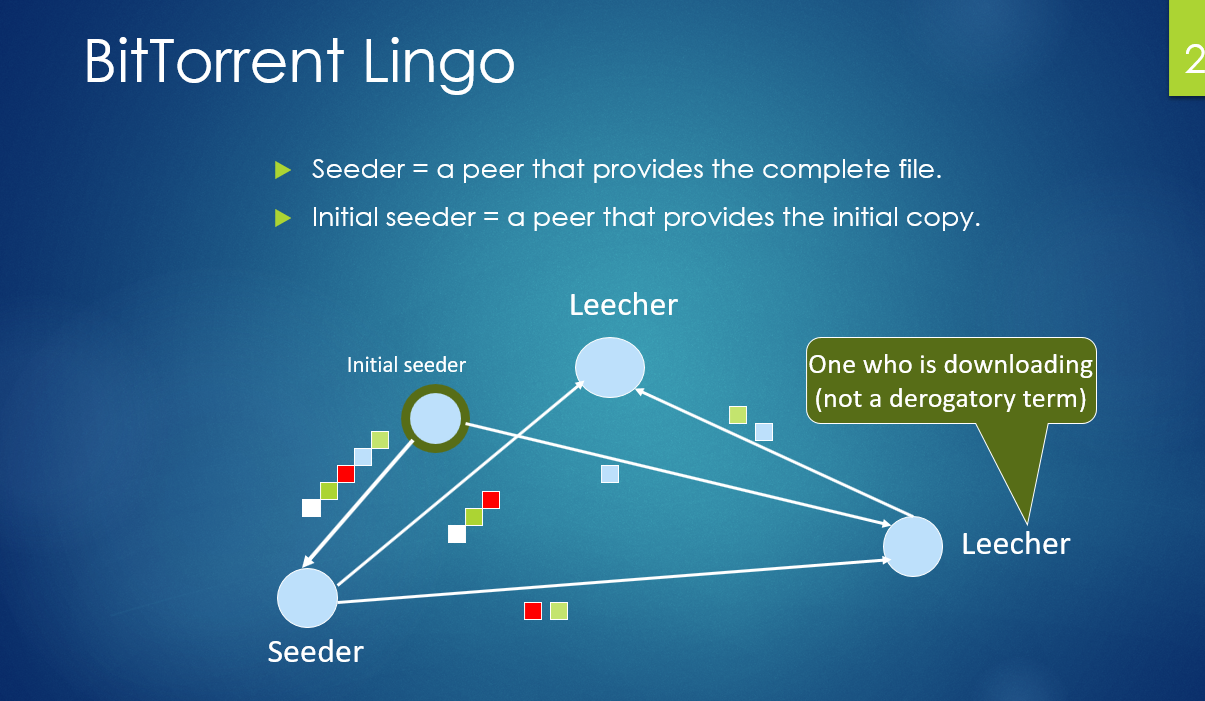 BitTorrent Lingo
2
Seeder = a peer that provides the complete file.
Initial seeder = a peer that provides the initial copy.
Leecher
Initial seeder
One who is downloading
(not a derogatory term)
Leecher
Seeder